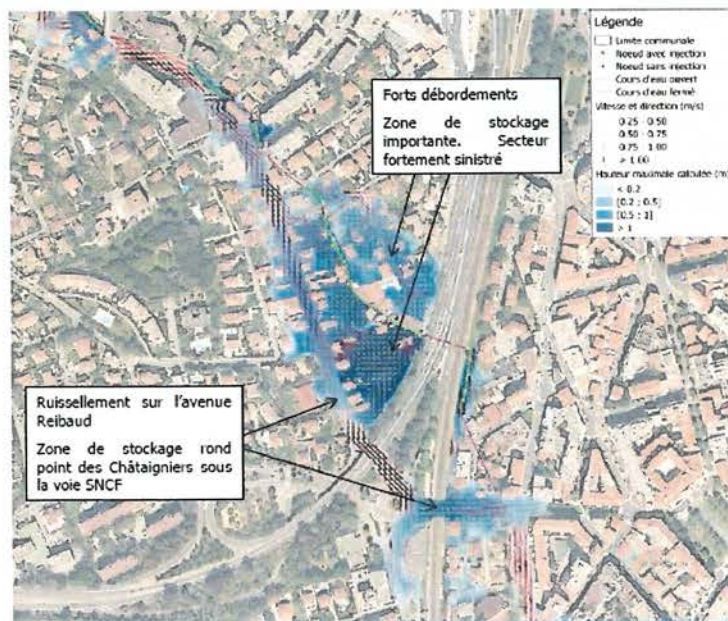 Légende
Limite communale
Noeud avec injection
Noeud sans injection
Cours d'eau ouvert
Cours d'eau fermé
Vitesse et direction (m/s)
0.25 - 0.50
0.50 - 0.75
0.75 - 1.00
> 1.00
Hauteur maximale calculée (m)
< 0.2
[0.2 : 0.5[
[0.5 : 1[
> 1
Forts débordements
Zone de stockage
importante. Secteur
fortement sinistré
Ruissellement sur l'avenue
Reibaud
Zone de stockage rond
point des Châtaigniers sous
la voie SNCF